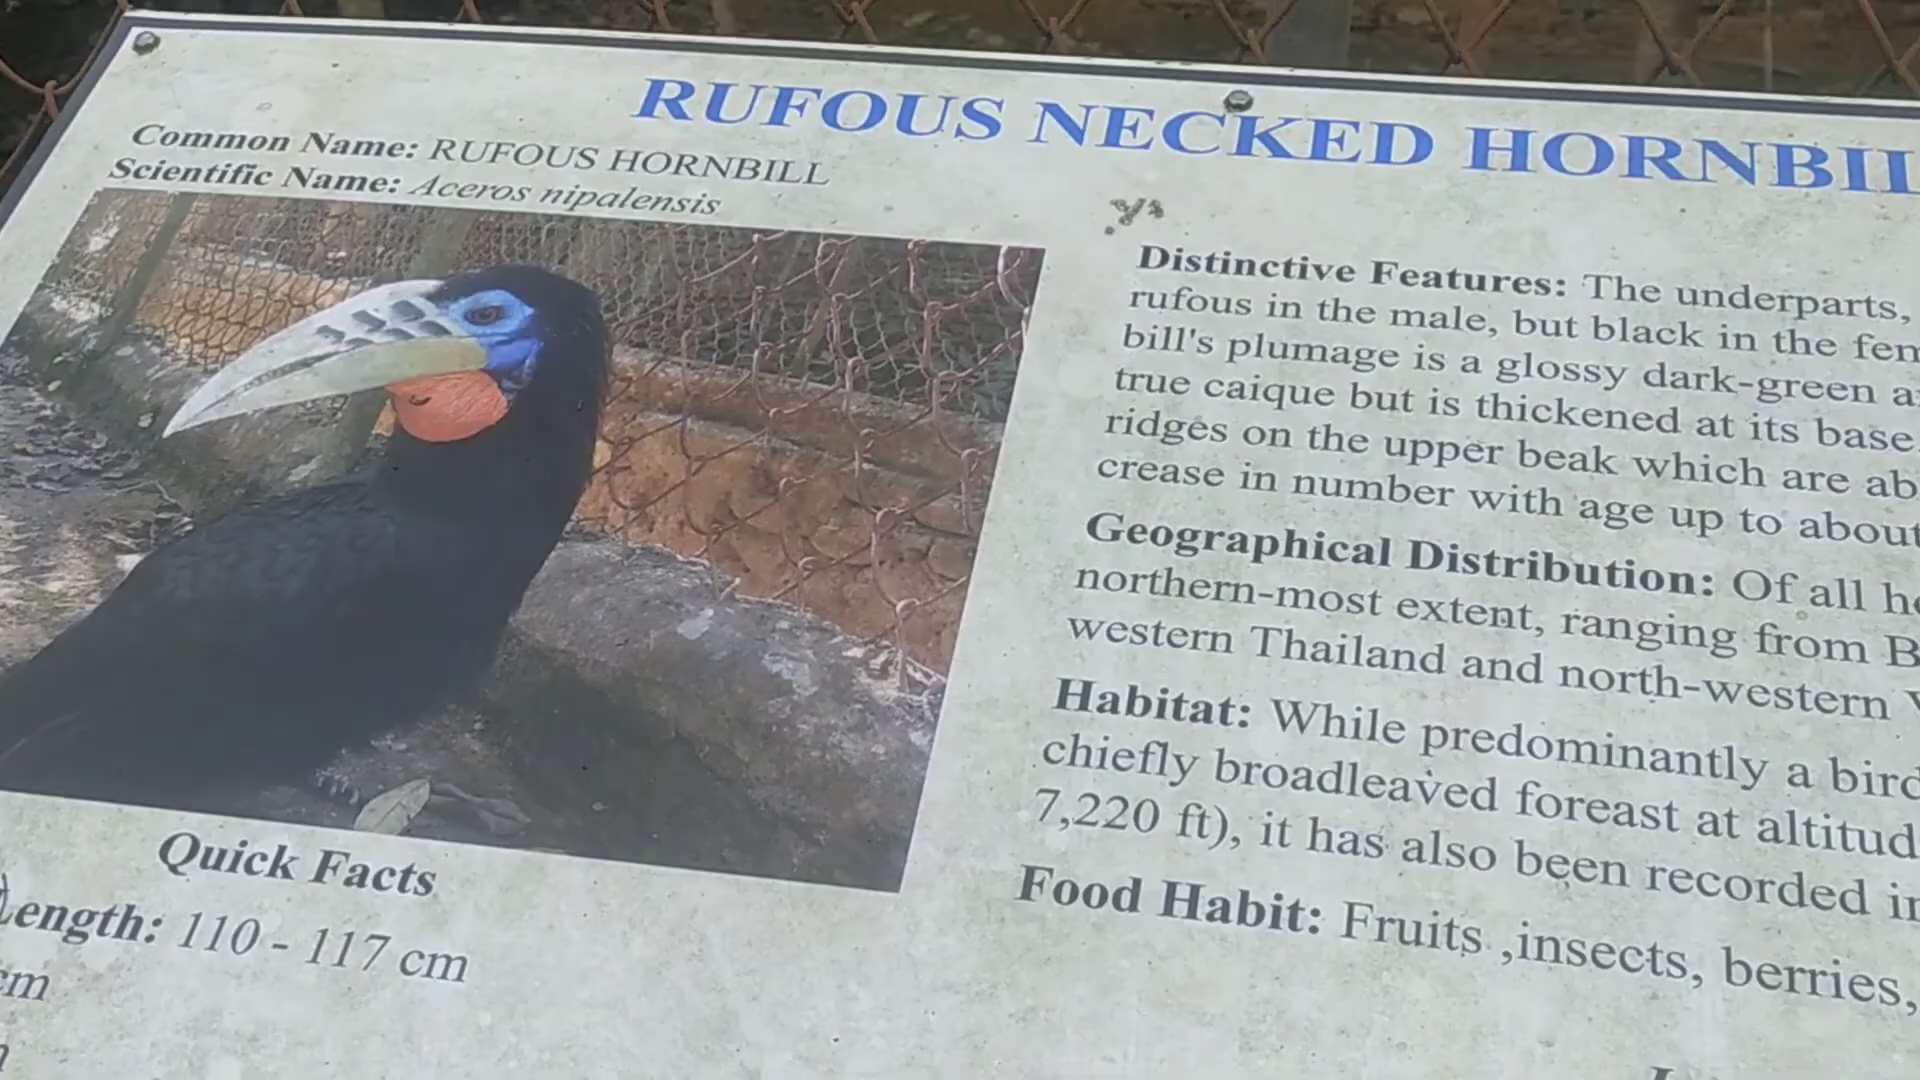 RUFOUS NECKED HORNBIL
Common Name: RUFOUS HORNBILL
Scientific Name: Aceros nipalensis
Distinctive Features: The underparts,
rufous in the male, but black in the fem
bill's plumage is a glossy dark-green a
true caique but is thickened at its base
ridges on the upper beak which are ab
crease in number with age up to about
Geographical Distribution: Of all ho
northern-most extent, ranging from B
western Thailand and north-western V
Habitat: While predominantly a bird
chiefly broadleaved foreast at altitud
7,220 ft), it has also been recorded in
Food Habit: Fruits ,insects, berries,
Quick Facts
Length: 110 - 117 cm
cm